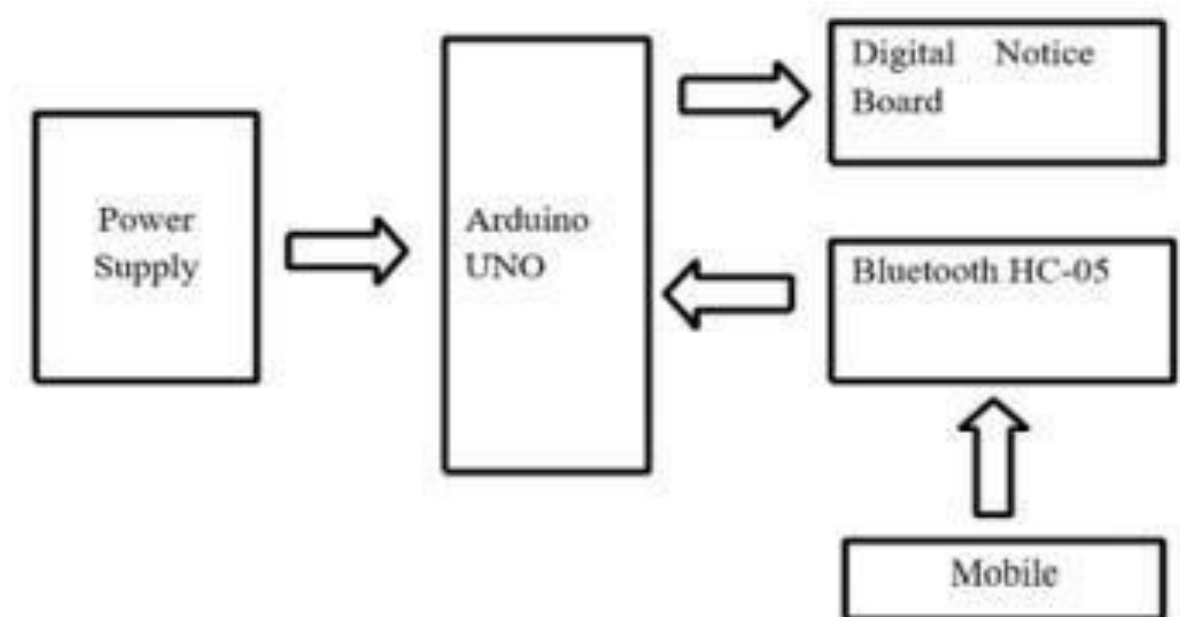 Power
Supply
Arduino
UNO
Digital Notice
Board
Bluetooth HC-05
Mobile